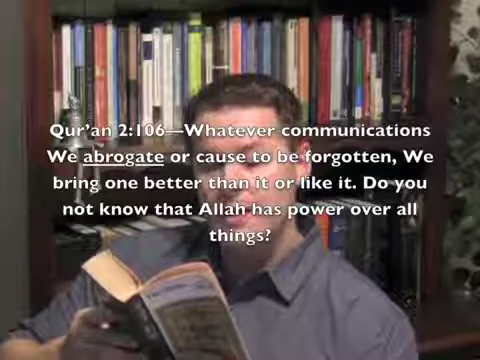 Qur'an 2:106—Whatever communications
We abrogate or cause to be forgotten, We
bring one better than it or like it. Do you
not know that Allah has power over all
things?